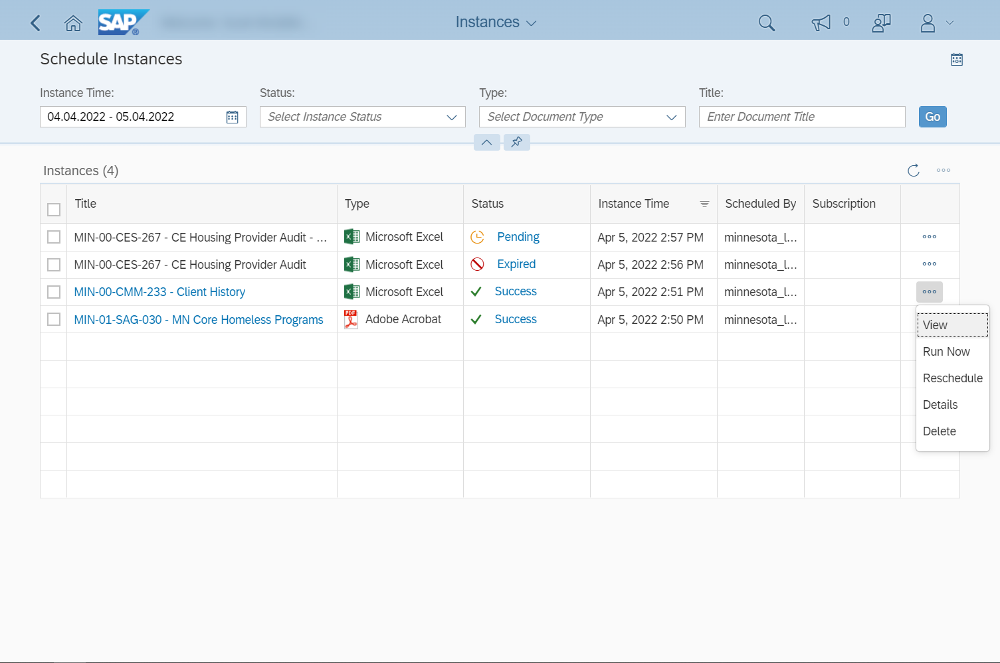 SAP ®
Instances
0
Schedule Instances
Instance Time: Status: Type: Title:
04.04.2022 - 05.04.2022 Select Instance Status Select Document Type Enter Document Title Go
Instances (4)
Title Type Status Instance Time Scheduled By Subscription
MIN-00-CES-267 - CE Housing Provider Audit - ... Microsoft Excel Pending Apr 5, 2022 2:57 PM minnesota_l...
MIN-00-CES-267 - CE Housing Provider Audit Microsoft Excel Expired Apr 5, 2022 2:56 PM minnesota_l...
MIN-00-CMM-233 - Client History Microsoft Excel Success Apr 5, 2022 2:51 PM minnesota_l...
MIN-01-SAG-030 - MN Core Homeless Programs PDF Adobe Acrobat Success Apr 5, 2022 2:50 PM minnesota_l...
View
Run Now
Reschedule
Details
Delete